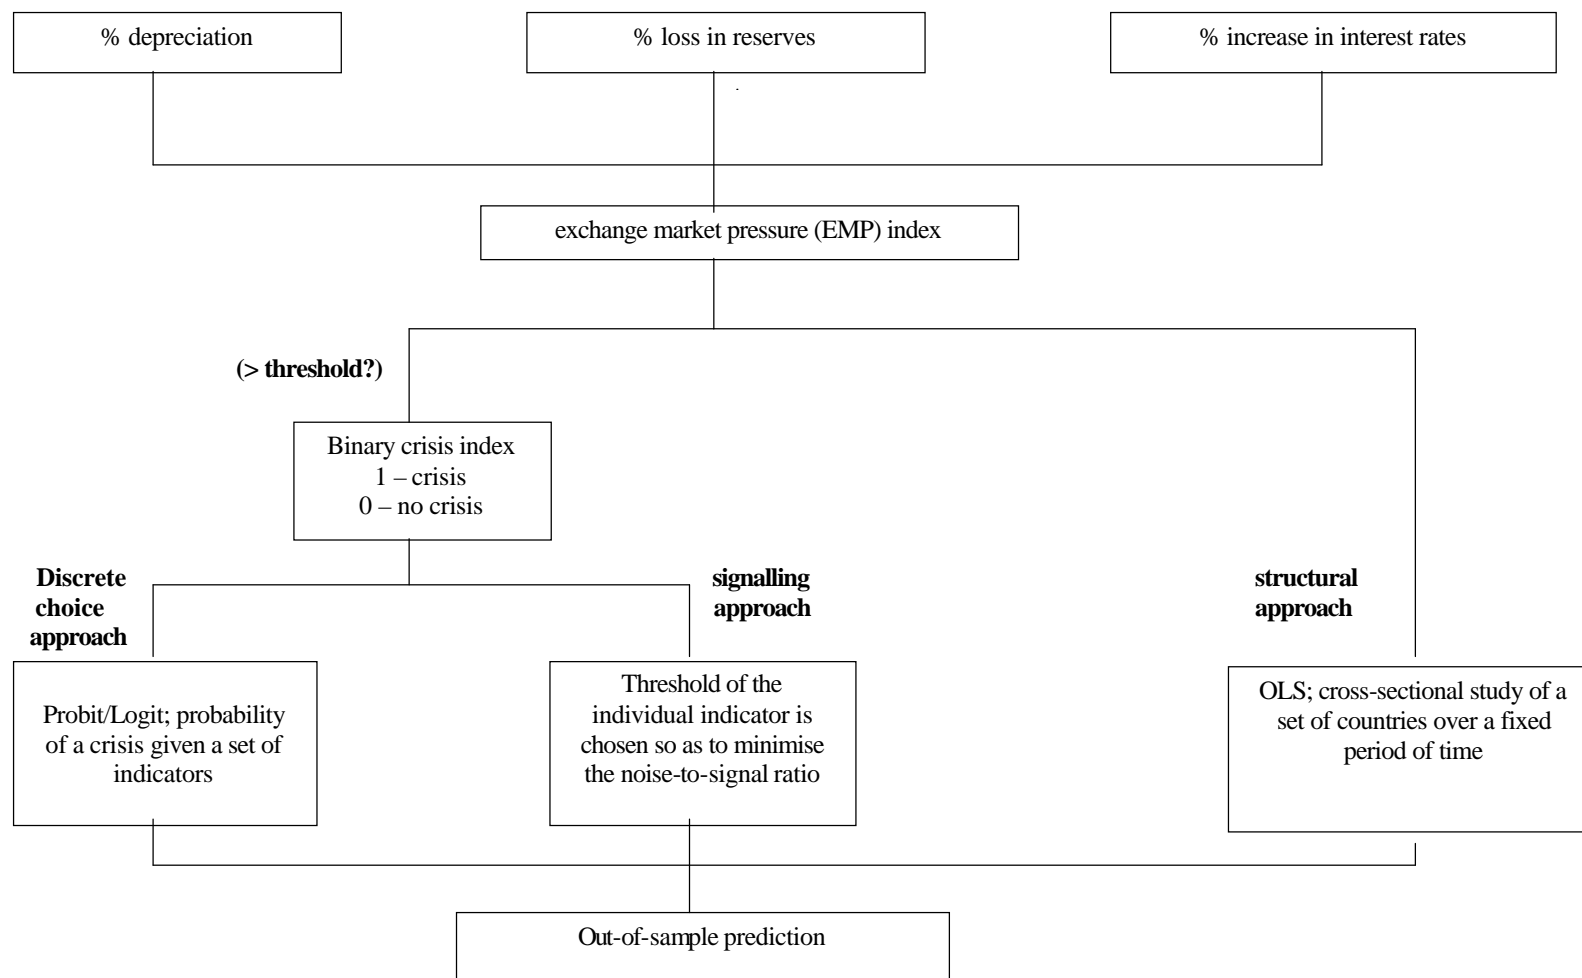 % depreciation
% loss in reserves
% increase in interest rates
exchange market pressure (EMP) index
(> threshold?)
Binary crisis index
1 – crisis
0 – no crisis
Discrete
choice
approach
signalling
approach
structural
approach
Probit/Logit; probability
of a crisis given a set of
indicators
Threshold of the
individual indicator is
chosen so as to minimise
the noise-to-signal ratio
OLS; cross-sectional study of a
set of countries over a fixed
period of time
Out-of-sample prediction